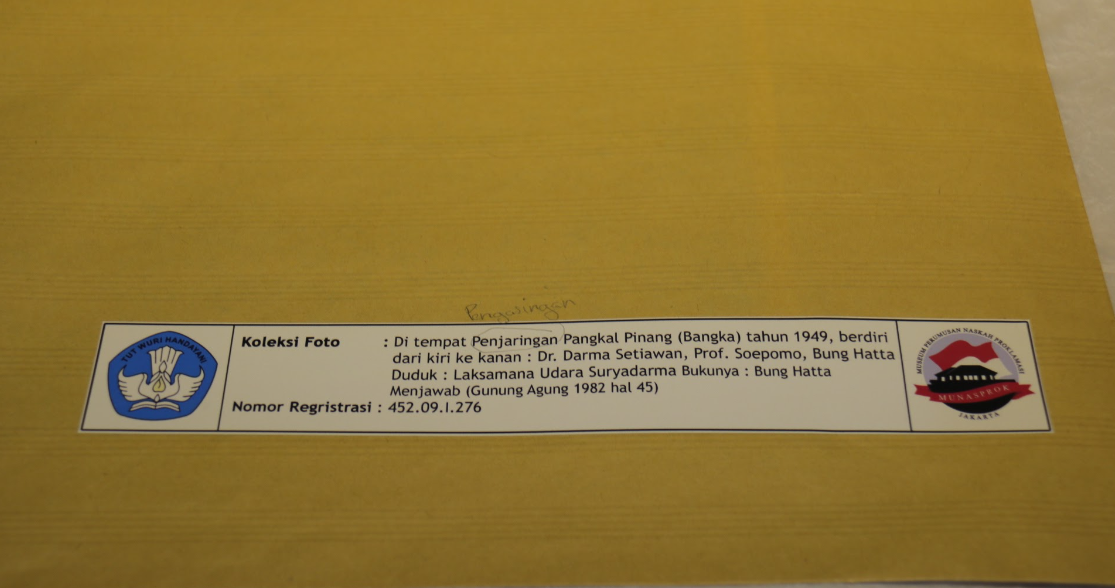 Pengasingan
TUT WURI HANDAYANI
Koleksi Foto : Di tempat Penjaringan Pangkal Pinang (Bangka) tahun 1949, berdiri
dari kiri ke kanan : Dr. Darma Setiawan, Prof. Soepomo, Bung Hatta
Duduk : Laksamana Udara Suryadarma Bukunya : Bung Hatta
Menjawab (Gunung Agung 1982 hal 45)
Nomor Regristrasi : 452.09.I.276
MUSEUM PERUMUSAN NASKAH PROKLAMASI
MUNASPROK
JAKARTA